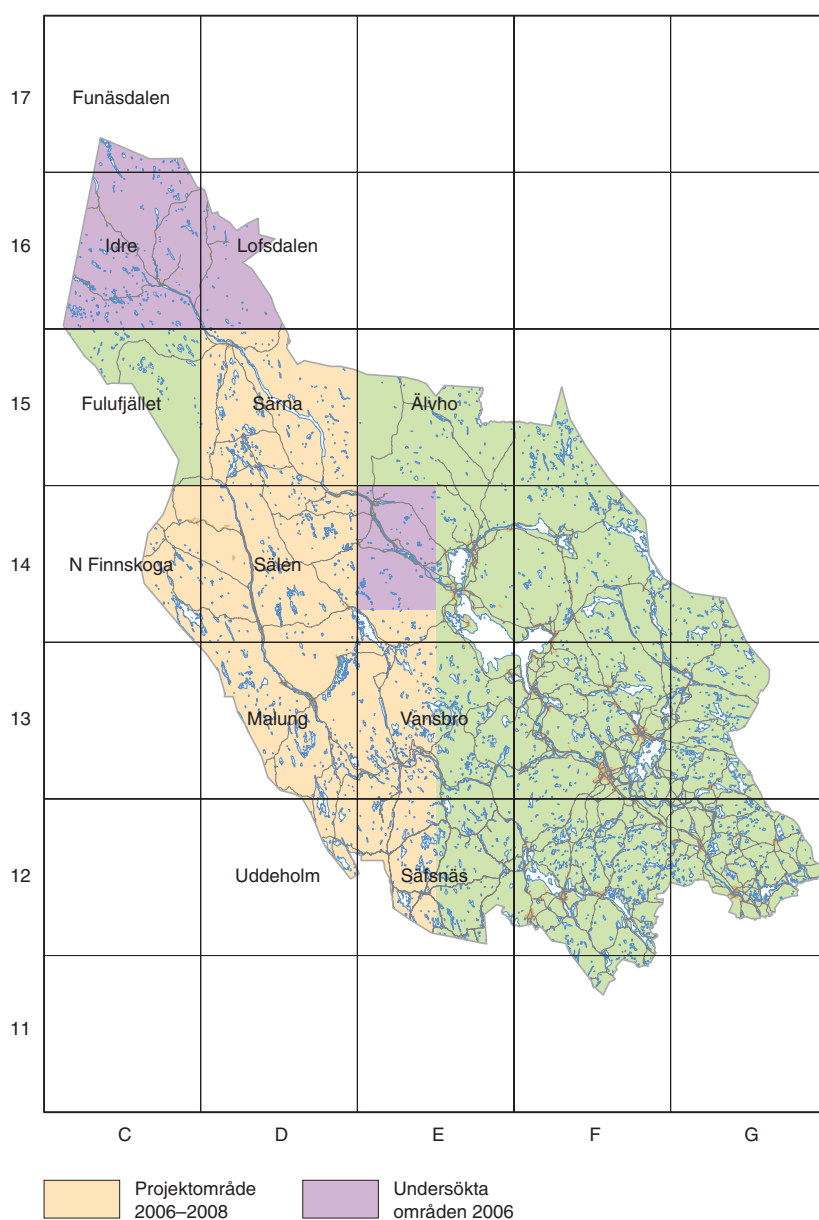 17
Funäsdalen
16
Idre
Lofsdalen
15
Fulufjället
Särna
Älvho
14
N Finnskoga
Sälen
13
Malung
Vansbro
12
Uddeholm
Säfsnäs
11
C
D
E
F
G
Projektområde
2006–2008
Undersökta
områden 2006